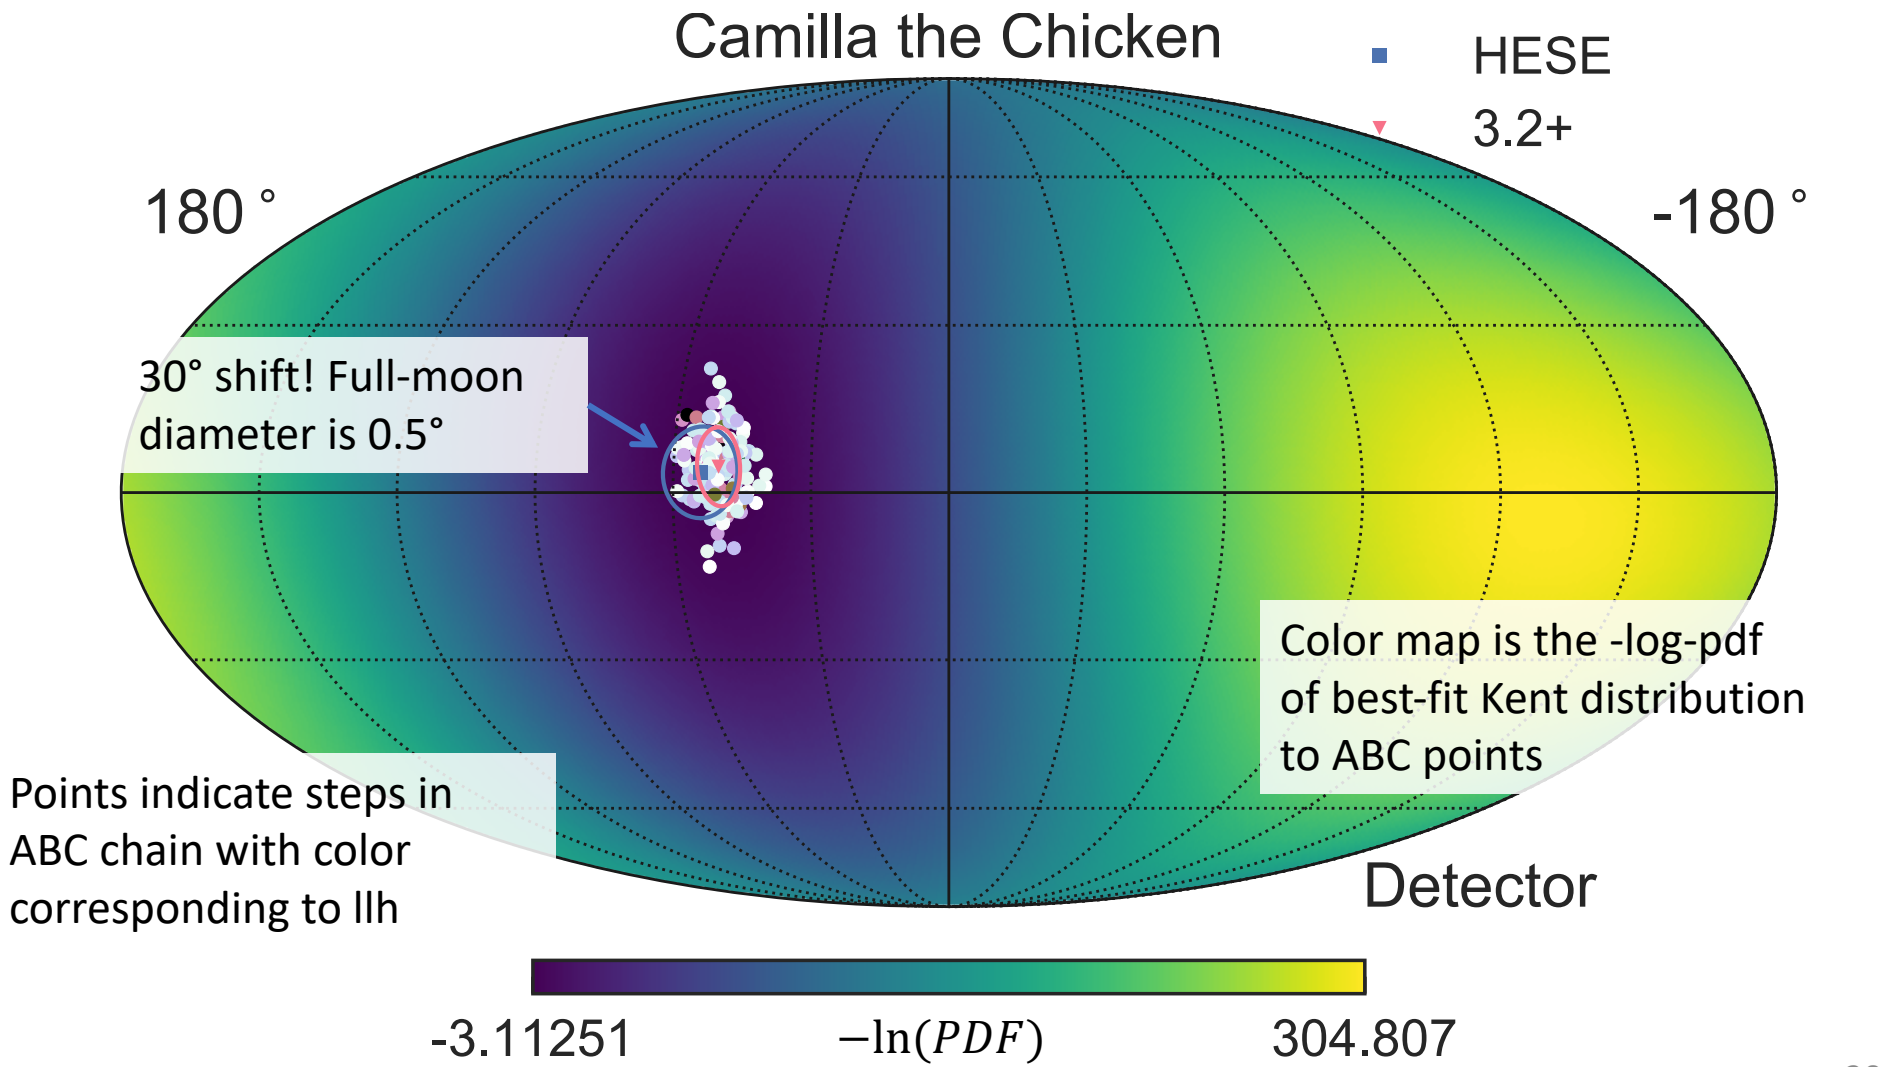 Camilla the Chicken
HESE
3.2+
180 °
-180 °
30° shift! Full-moon
diameter is 0.5°
Color map is the -log-pdf
of best-fit Kent distribution
to ABC points
Points indicate steps in
ABC chain with color
corresponding to llh
Detector
-3.11251
−ln(PDF)
304.807